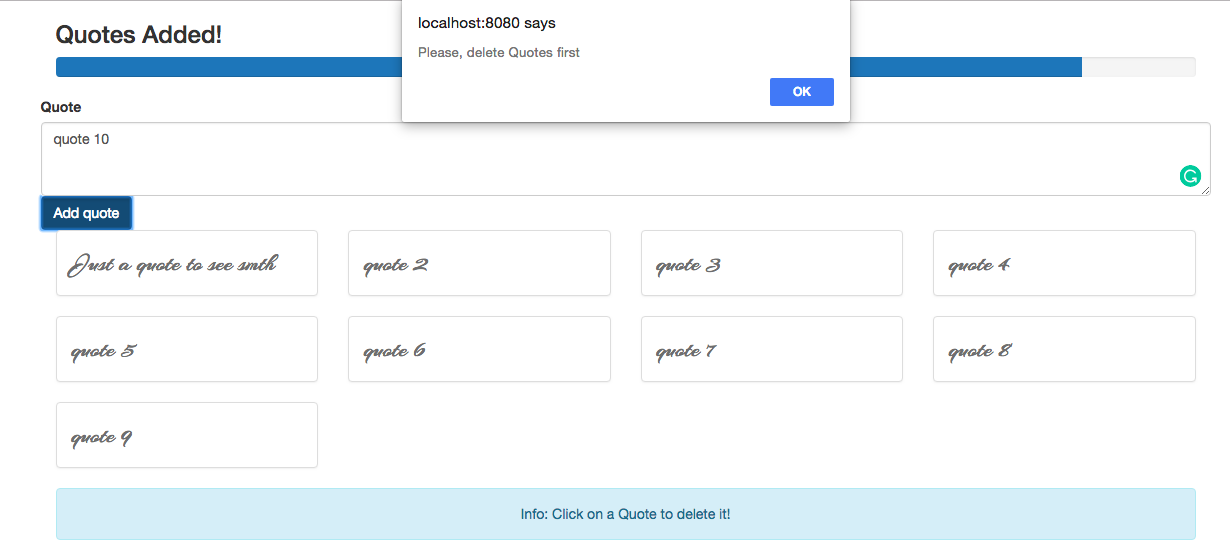 localhost:8080 says
Please, delete Quotes first
OK
Quotes Added!
Quote
quote 10
Add quote
Just a quote to see smth
quote 2
quote 3
quote 4
quote 5
quote 6
quote 7
quote 8
quote 9
Info: Click on a Quote to delete it!